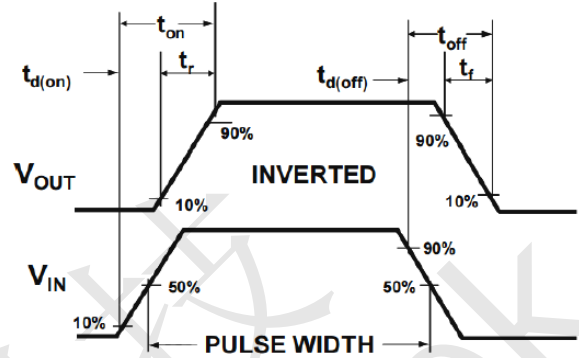 t_on t_off
t_d(on) t_r t_d(off) t_f
90% 90%
V_OUT INVERTED
10% 10%
90%
V_IN 50% 50%
10%
PULSE WIDTH